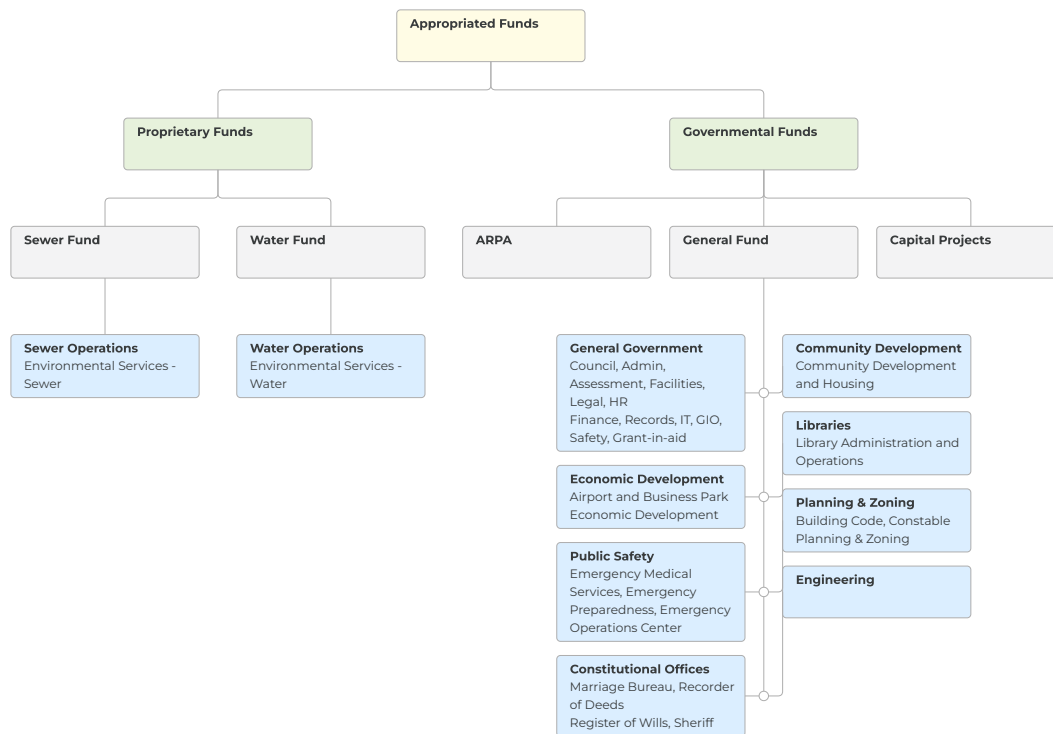 Appropriated Funds
Proprietary Funds
Governmental Funds
Sewer Fund
Water Fund
ARPA
General Fund
Capital Projects
Sewer Operations
Environmental Services -
Sewer
Water Operations
Environmental Services -
Water
General Government
Council, Admin,
Assessment, Facilities,
Legal, HR
Finance, Records, IT, GIO,
Safety, Grant-in-aid
Economic Development
Airport and Business Park
Economic Development
Public Safety
Emergency Medical
Services, Emergency
Preparedness, Emergency
Operations Center
Constitutional Offices
Marriage Bureau, Recorder
of Deeds
Register of Wills, Sheriff
Community Development
Community Development
and Housing
Libraries
Library Administration and
Operations
Planning & Zoning
Building Code, Constable
Planning & Zoning
Engineering